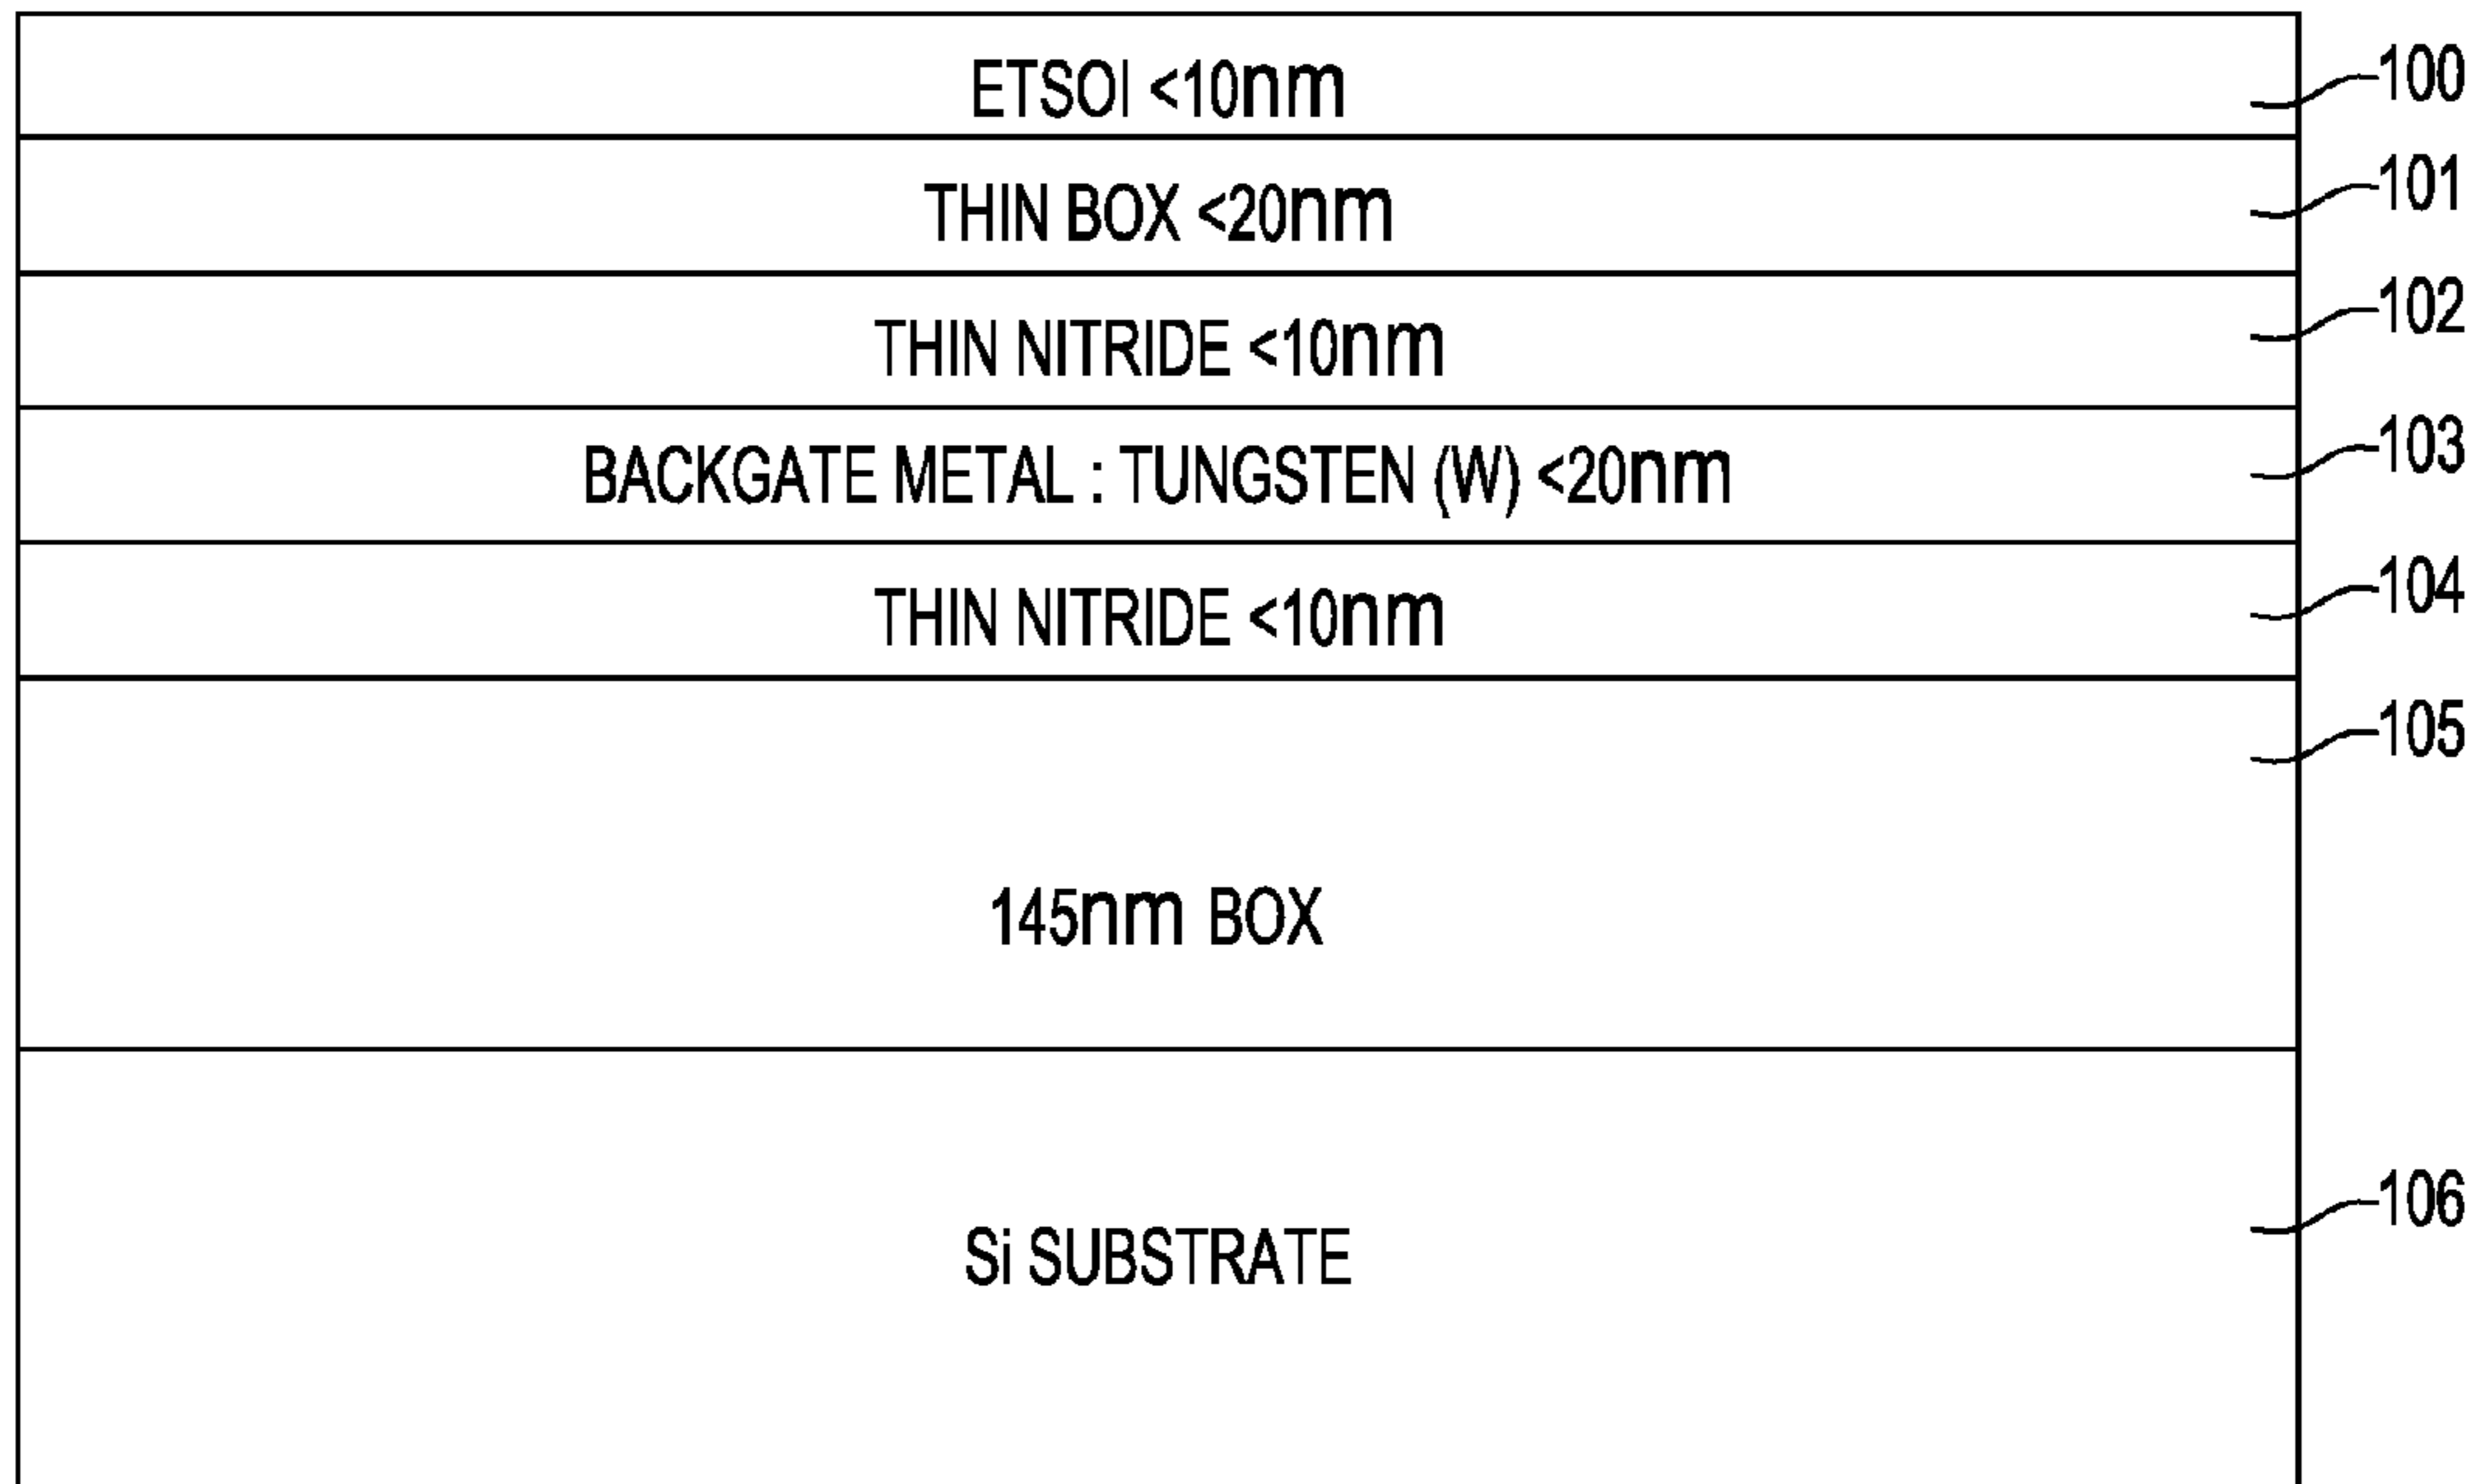 ETSOI <10nm
100
THIN BOX <20nm
101
THIN NITRIDE <10nm
102
BACKGATE METAL : TUNGSTEN (W) <20nm
103
THIN NITRIDE <10nm
104
105
145nm BOX
Si SUBSTRATE
106